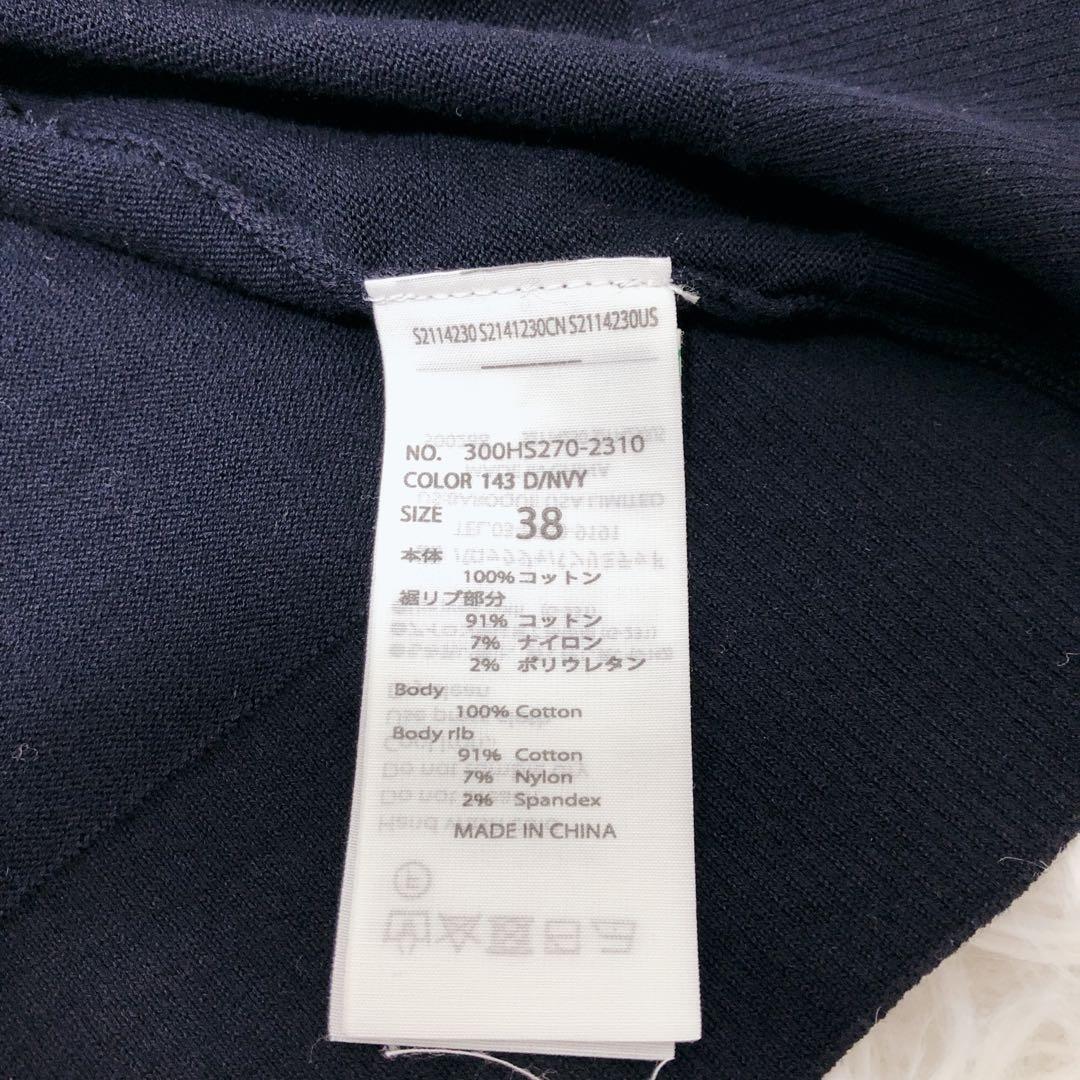 S2114230 S2141230CN S2114230US
NO. 300HS270-2310
COLOR 143 D/NVY
SIZE 38
本体
100% コットン
裾リブ部分
91% コットン
7% ナイロン
2% ポリウレタン
Body
100% Cotton
Body rib
91% Cotton
7% Nylon
2% Spandex
MADE IN CHINA